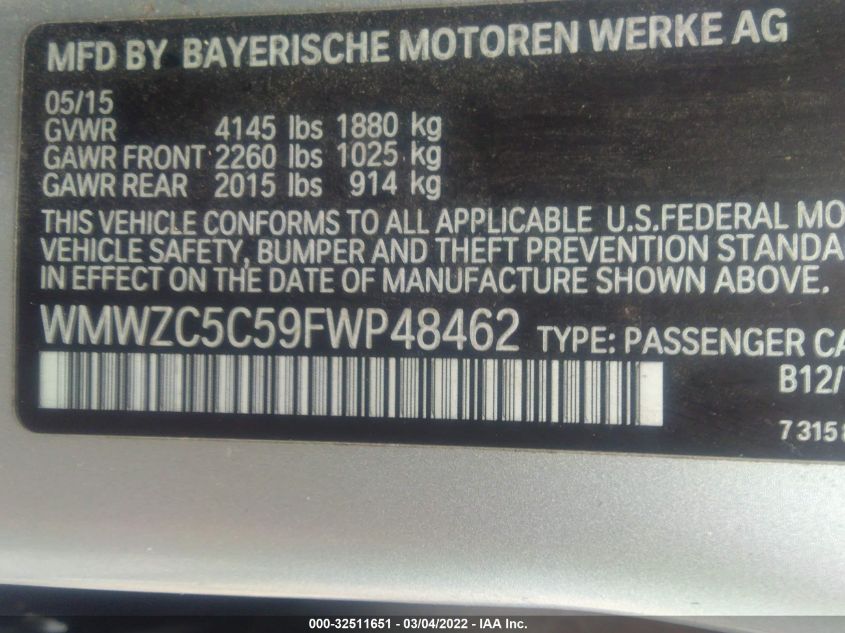 MFD BY BAYERISCHE MOTOREN WERKE AG
05/15
GVWR 4145 lbs 1880 kg
GAWR FRONT 2260 lbs 1025 kg
GAWR REAR 2015 lbs 914 kg
THIS VEHICLE CONFORMS TO ALL APPLICABLE U.S.FEDERAL MO
VEHICLE SAFETY, BUMPER AND THEFT PREVENTION STANDA
IN EFFECT ON THE DATE OF MANUFACTURE SHOWN ABOVE.
WMWZC5C59FWP48462 TYPE: PASSENGER CA
B12/
7315
000-32511651 - 03/04/2022 - IAA Inc.